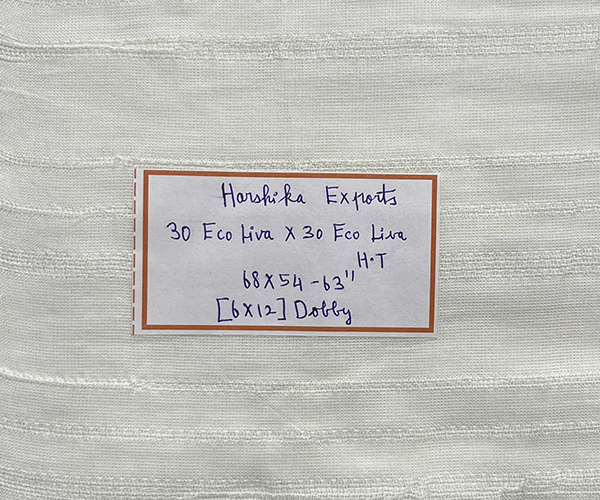 Harshika Exports
30 Eco Liva X 30 Eco Liva
H.T
68X54-63"
[6X12] Dobby